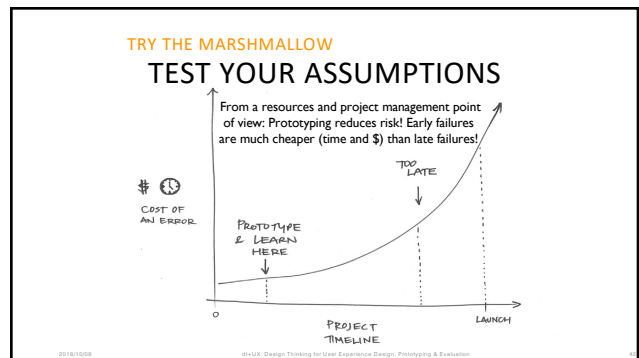 TRY THE MARSHMALLOW
TEST YOUR ASSUMPTIONS
From a resources and project management point
of view: Prototyping reduces risk! Early failures
are much cheaper (time and $) than late failures!
TOO
LATE
$
COST OF
AN ERROR
PROTOTYPE
& LEARN
HERE
0
PROJECT
TIMELINE
LAUNCH
2018/10/08
dt+UX: Design Thinking for User Experience Design, Prototyping & Evaluation